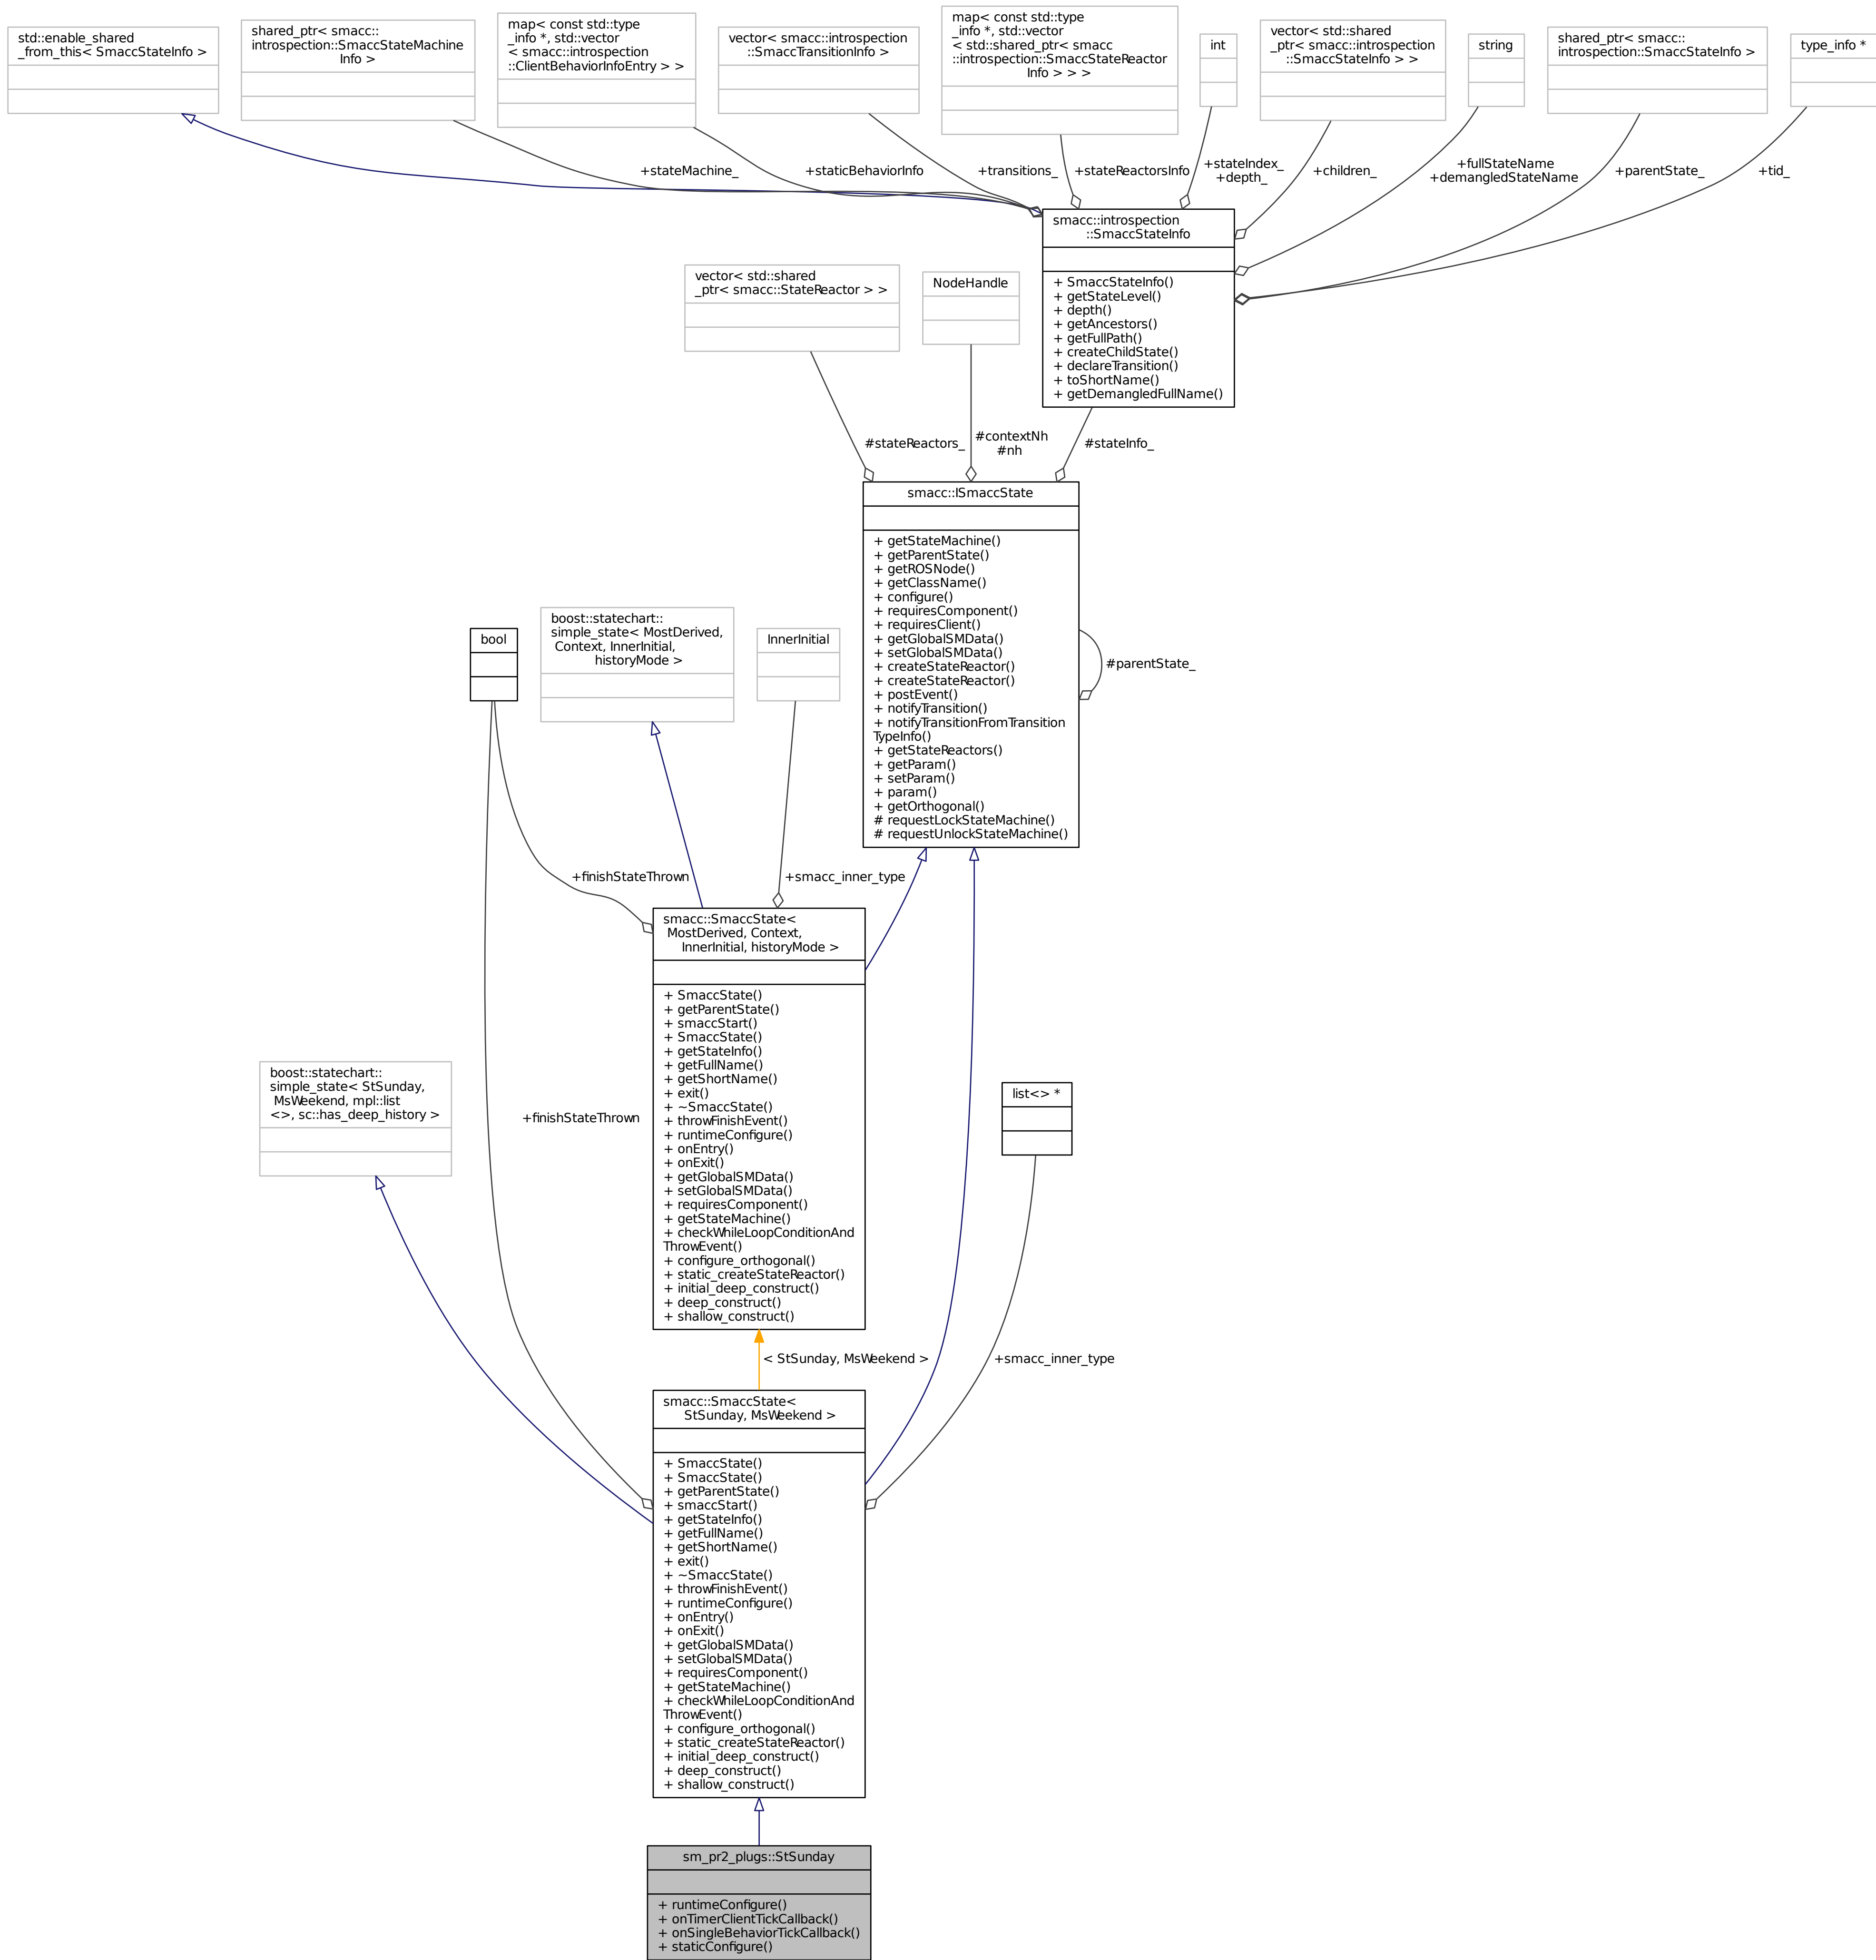 std::enable_shared
_from_this< SmaccStateInfo >
shared_ptr< smacc::
introspection::SmaccStateMachine
Info >
map< const std::type
_info *, std::vector
< smacc::introspection
::ClientBehaviorInfoEntry > >
vector< smacc::introspection
::SmaccTransitionInfo >
map< const std::type
_info *, std::vector
< std::shared_ptr< smacc
::introspection::SmaccStateReactor
Info > > >
int
vector< std::shared
_ptr< smacc::introspection
::SmaccStateInfo > >
string
shared_ptr< smacc::
introspection::SmaccStateInfo >
type_info *
+stateMachine_
+staticBehaviorInfo
+transitions_
+stateReactorsInfo
+stateIndex_
+depth_
+children_
+fullStateName
+demangledStateName
+parentState_
+tid_
smacc::introspection
::SmaccStateInfo
+ SmaccStateInfo()
+ getStateLevel()
+ depth()
+ getAncestors()
+ getFullPath()
+ createChildState()
+ declareTransition()
+ toShortName()
+ getDemangledFullName()
vector< std::shared
_ptr< smacc::StateReactor > >
NodeHandle
#stateReactors_
#contextNh
#nh
#stateInfo_
smacc::ISmaccState
+ getStateMachine()
+ getParentState()
+ getROSNode()
+ getClassName()
+ configure()
+ requiresComponent()
+ requiresClient()
+ getGlobalSMData()
+ setGlobalSMData()
+ createStateReactor()
+ createStateReactor()
+ postEvent()
+ notifyTransition()
+ notifyTransitionFromTransition
TypeInfo()
+ getStateReactors()
+ getParam()
+ setParam()
+ param()
+ getOrthogonal()
# requestLockStateMachine()
# requestUnlockStateMachine()
#parentState_
bool
boost::statechart::
simple_state< MostDerived,
Context, InnerInitial,
historyMode >
InnerInitial
+finishStateThrown
+smacc_inner_type
smacc::SmaccState<
MostDerived, Context,
InnerInitial, historyMode >
+ SmaccState()
+ getParentState()
+ smaccStart()
+ SmaccState()
+ getStateInfo()
+ getFullName()
+ getShortName()
+ exit()
+ ~SmaccState()
+ throwFinishEvent()
+ runtimeConfigure()
+ onEntry()
+ onExit()
+ getGlobalSMData()
+ setGlobalSMData()
+ requiresComponent()
+ getStateMachine()
+ checkWhileLoopConditionAnd
ThrowEvent()
+ configure_orthogonal()
+ static_createStateReactor()
+ initial_deep_construct()
+ deep_construct()
+ shallow_construct()
boost::statechart::
simple_state< StSunday,
MsWeekend, mpl::list
<>, sc::has_deep_history >
+finishStateThrown
list<> *
< StSunday, MsWeekend >
+smacc_inner_type
smacc::SmaccState<
StSunday, MsWeekend >
+ SmaccState()
+ SmaccState()
+ getParentState()
+ smaccStart()
+ getStateInfo()
+ getFullName()
+ getShortName()
+ exit()
+ ~SmaccState()
+ throwFinishEvent()
+ runtimeConfigure()
+ onEntry()
+ onExit()
+ getGlobalSMData()
+ setGlobalSMData()
+ requiresComponent()
+ getStateMachine()
+ checkWhileLoopConditionAnd
ThrowEvent()
+ configure_orthogonal()
+ static_createStateReactor()
+ initial_deep_construct()
+ deep_construct()
+ shallow_construct()
sm_pr2_plugs::StSunday
+ runtimeConfigure()
+ onTimerClientTickCallback()
+ onSingleBehaviorTickCallback()
+ staticConfigure()